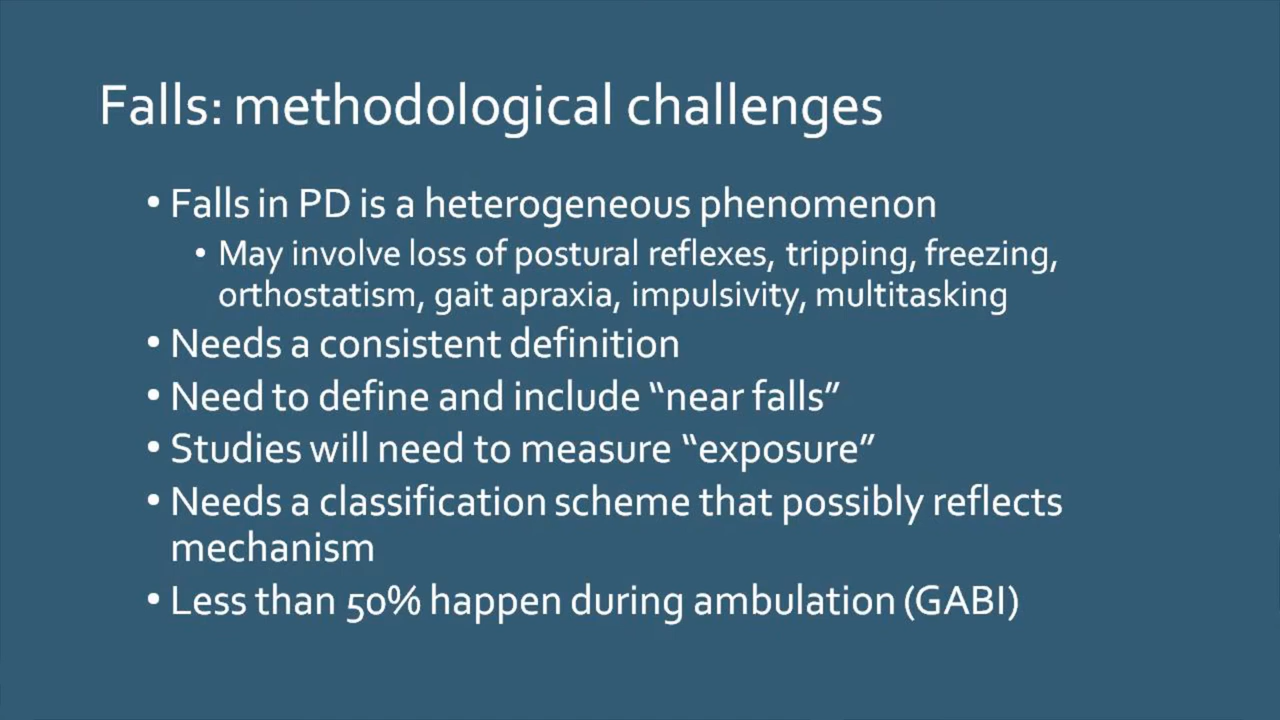 Falls: methodological challenges
• Falls in PD is a heterogeneous phenomenon
• May involve loss of postural reflexes, tripping, freezing,
orthostatism, gait apraxia, impulsivity, multitasking
• Needs a consistent definition
• Need to define and include “near falls”
• Studies will need to measure “exposure”
• Needs a classification scheme that possibly reflects
mechanism
• Less than 50% happen during ambulation (GABI)